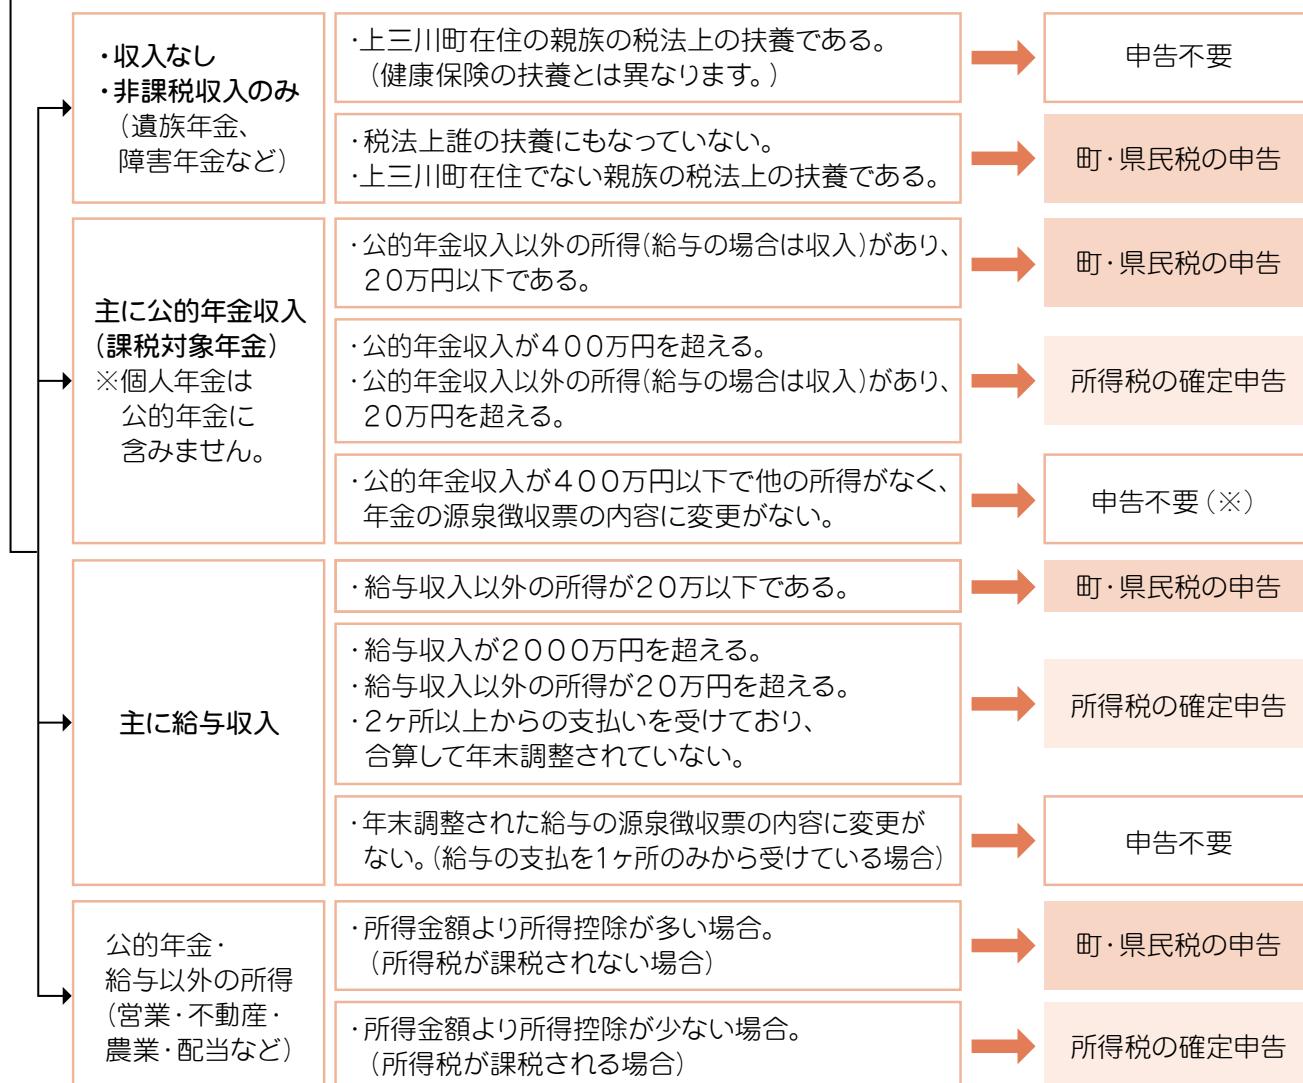 ・収入なし
・非課税収入のみ
（遺族年金、
障害年金など）
・上三川町在住の親族の税法上の扶養である。
（健康保険の扶養とは異なります。）
申告不要
・税法上誰の扶養にもなっていない。
・上三川町在住でない親族の税法上の扶養である。
町・県民税の申告
主に公的年金収入
（課税対象年金）
※個人年金は
公的年金に
含みません。
・公的年金収入以外の所得（給与の場合は収入）があり、
２０万円以下である。
町・県民税の申告
・公的年金収入が４００万円を超える。
・公的年金収入以外の所得（給与の場合は収入）があり、
２０万円を超える。
所得税の確定申告
・公的年金収入が４００万円以下で他の所得がなく、
年金の源泉徴収票の内容に変更がない。
申告不要（※）
主に給与収入
・給与収入以外の所得が２０万以下である。
町・県民税の申告
・給与収入が２０００万円を超える。
・給与収入以外の所得が２０万円を超える。
・２ヶ所以上からの支払いを受けており、
合算して年末調整されていない。
所得税の確定申告
・年末調整された給与の源泉徴収票の内容に変更が
ない。（給与の支払を１ヶ所のみから受けている場合）
申告不要
公的年金・
給与以外の所得
（営業・不動産・
農業・配当など）
・所得金額より所得控除が多い場合。
（所得税が課税されない場合）
町・県民税の申告
・所得金額より所得控除が少ない場合。
（所得税が課税される場合）
所得税の確定申告